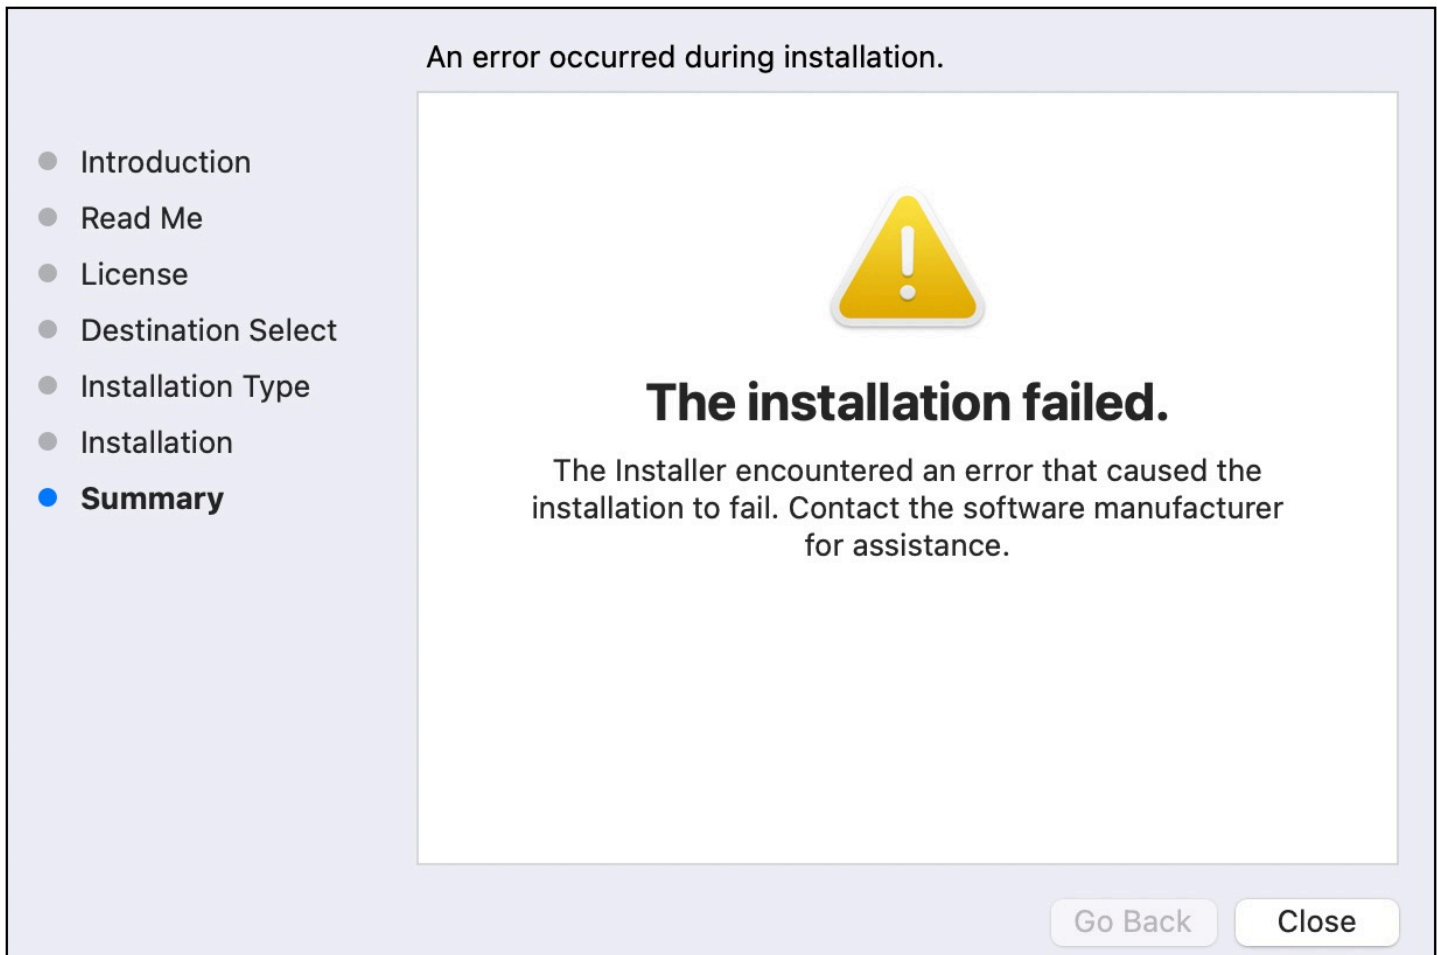 An error occurred during installation.
Introduction
Read Me
License
Destination Select
Installation Type
Installation
Summary
The installation failed.
The Installer encountered an error that caused the
installation to fail. Contact the software manufacturer
for assistance.
Go Back
Close